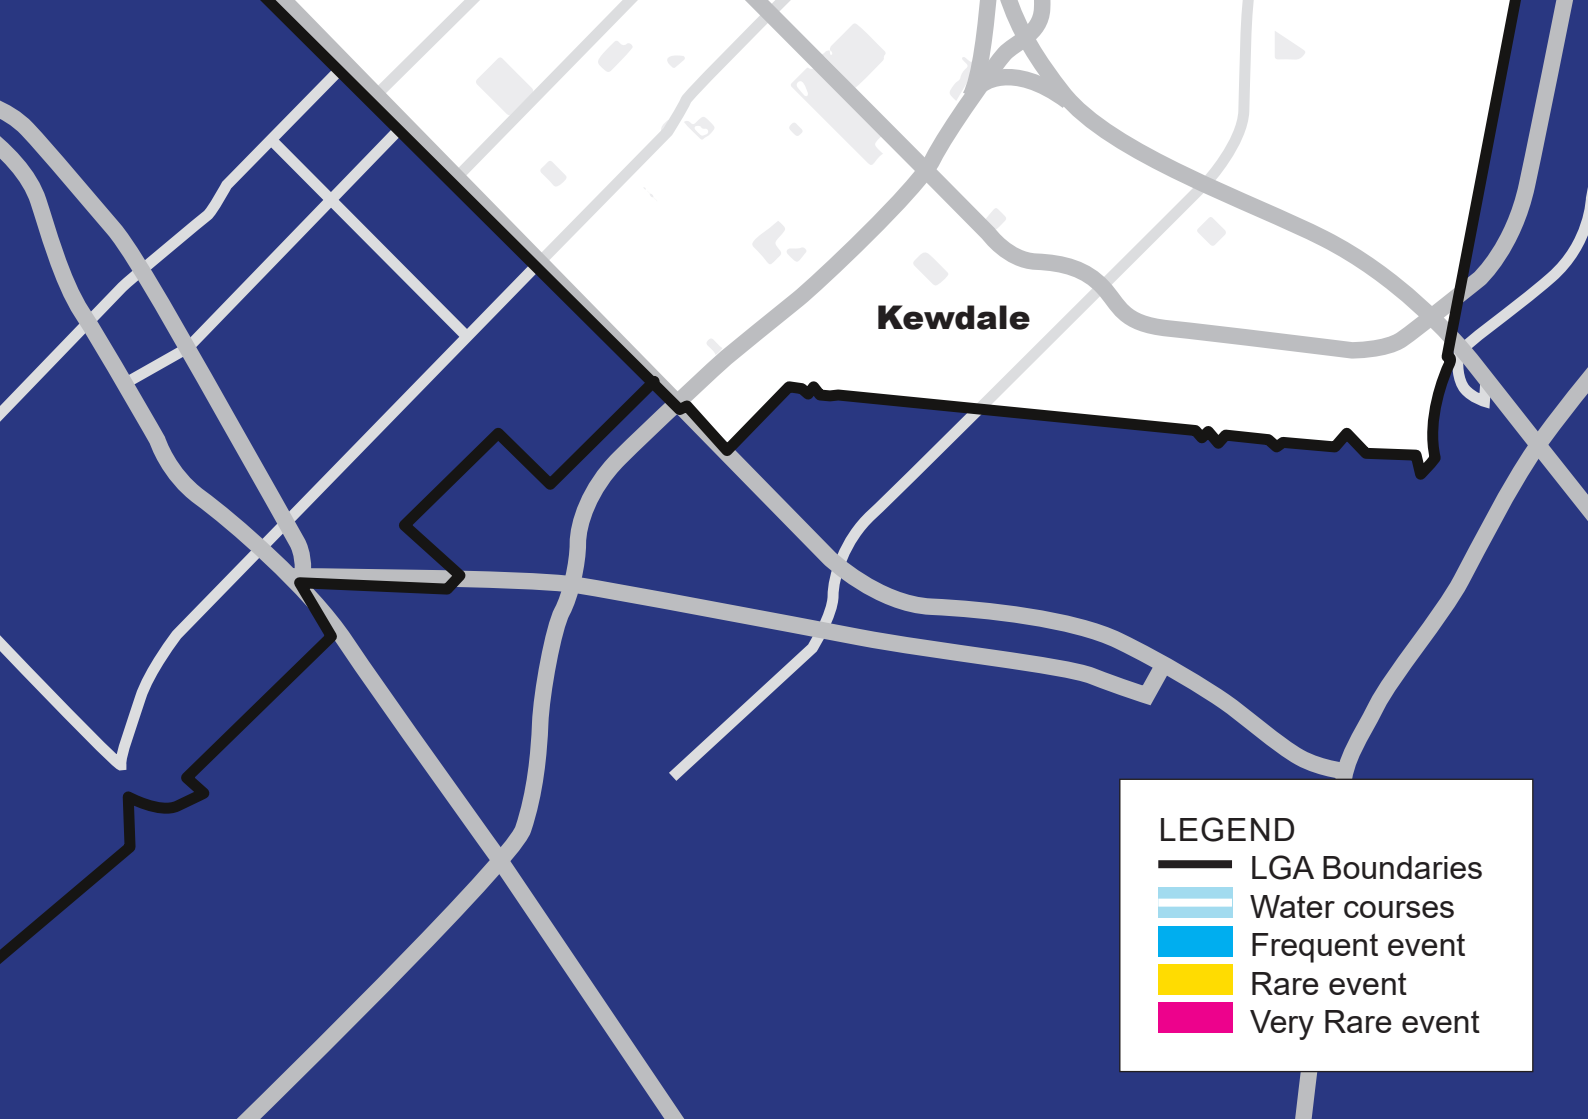 Kewdale
LEGEND
LGA Boundaries
Water courses
Frequent event
Rare event
Very Rare event